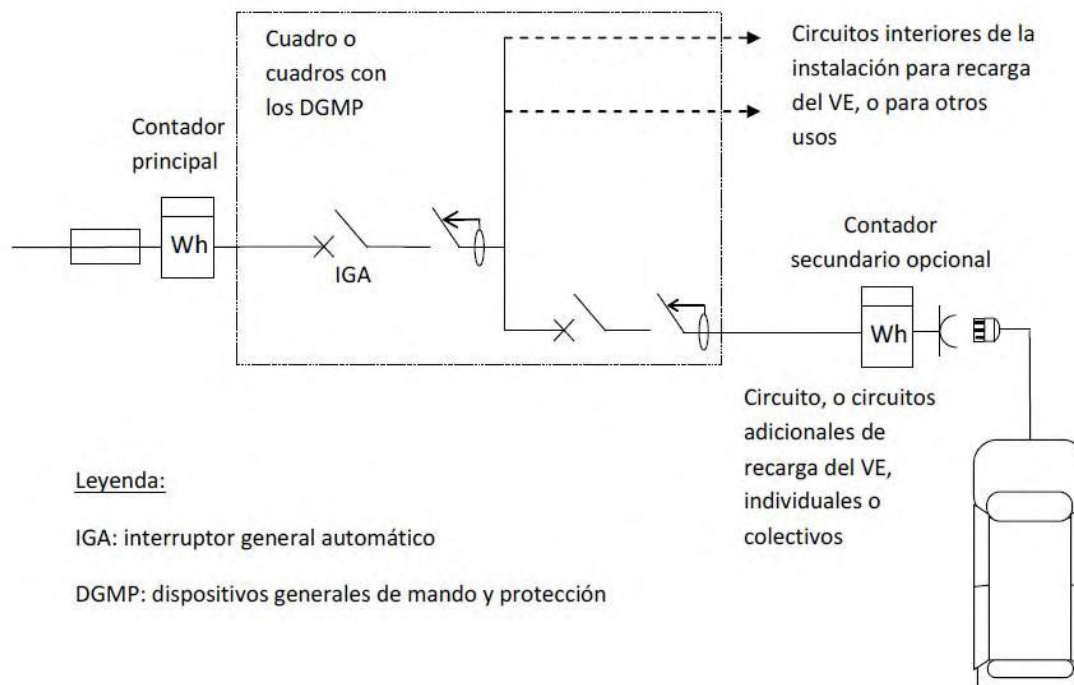 Cuadro o
cuadros con
los DGMP
Circuitos interiores de la
instalación para recarga
del VE, o para otros
usos
Contador
principal
Wh
IGA
Contador
secundario opcional
Wh
Circuito, o circuitos
adicionales de
recarga del VE,
individuales o
colectivos
Leyenda:
IGA: interruptor general automático
DGMP: dispositivos generales de mando y protección